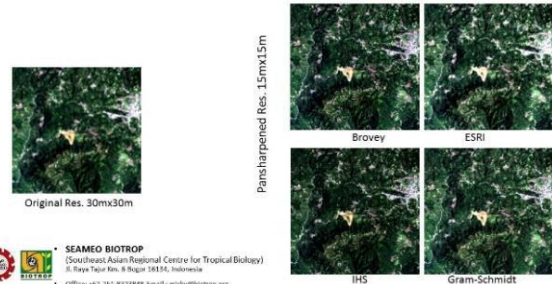 Original Res. 30mx30m
Pansharpened Res. 15mx15m
Brovey
ESRI
IHS
Gram-Schmidt
BIOTROP
• SEAMEO BIOTROP
(Southeast Asian Regional Centre for Tropical Biology)
Jl. Raya Tajur Km. 6 Bogor 16134, Indonesia